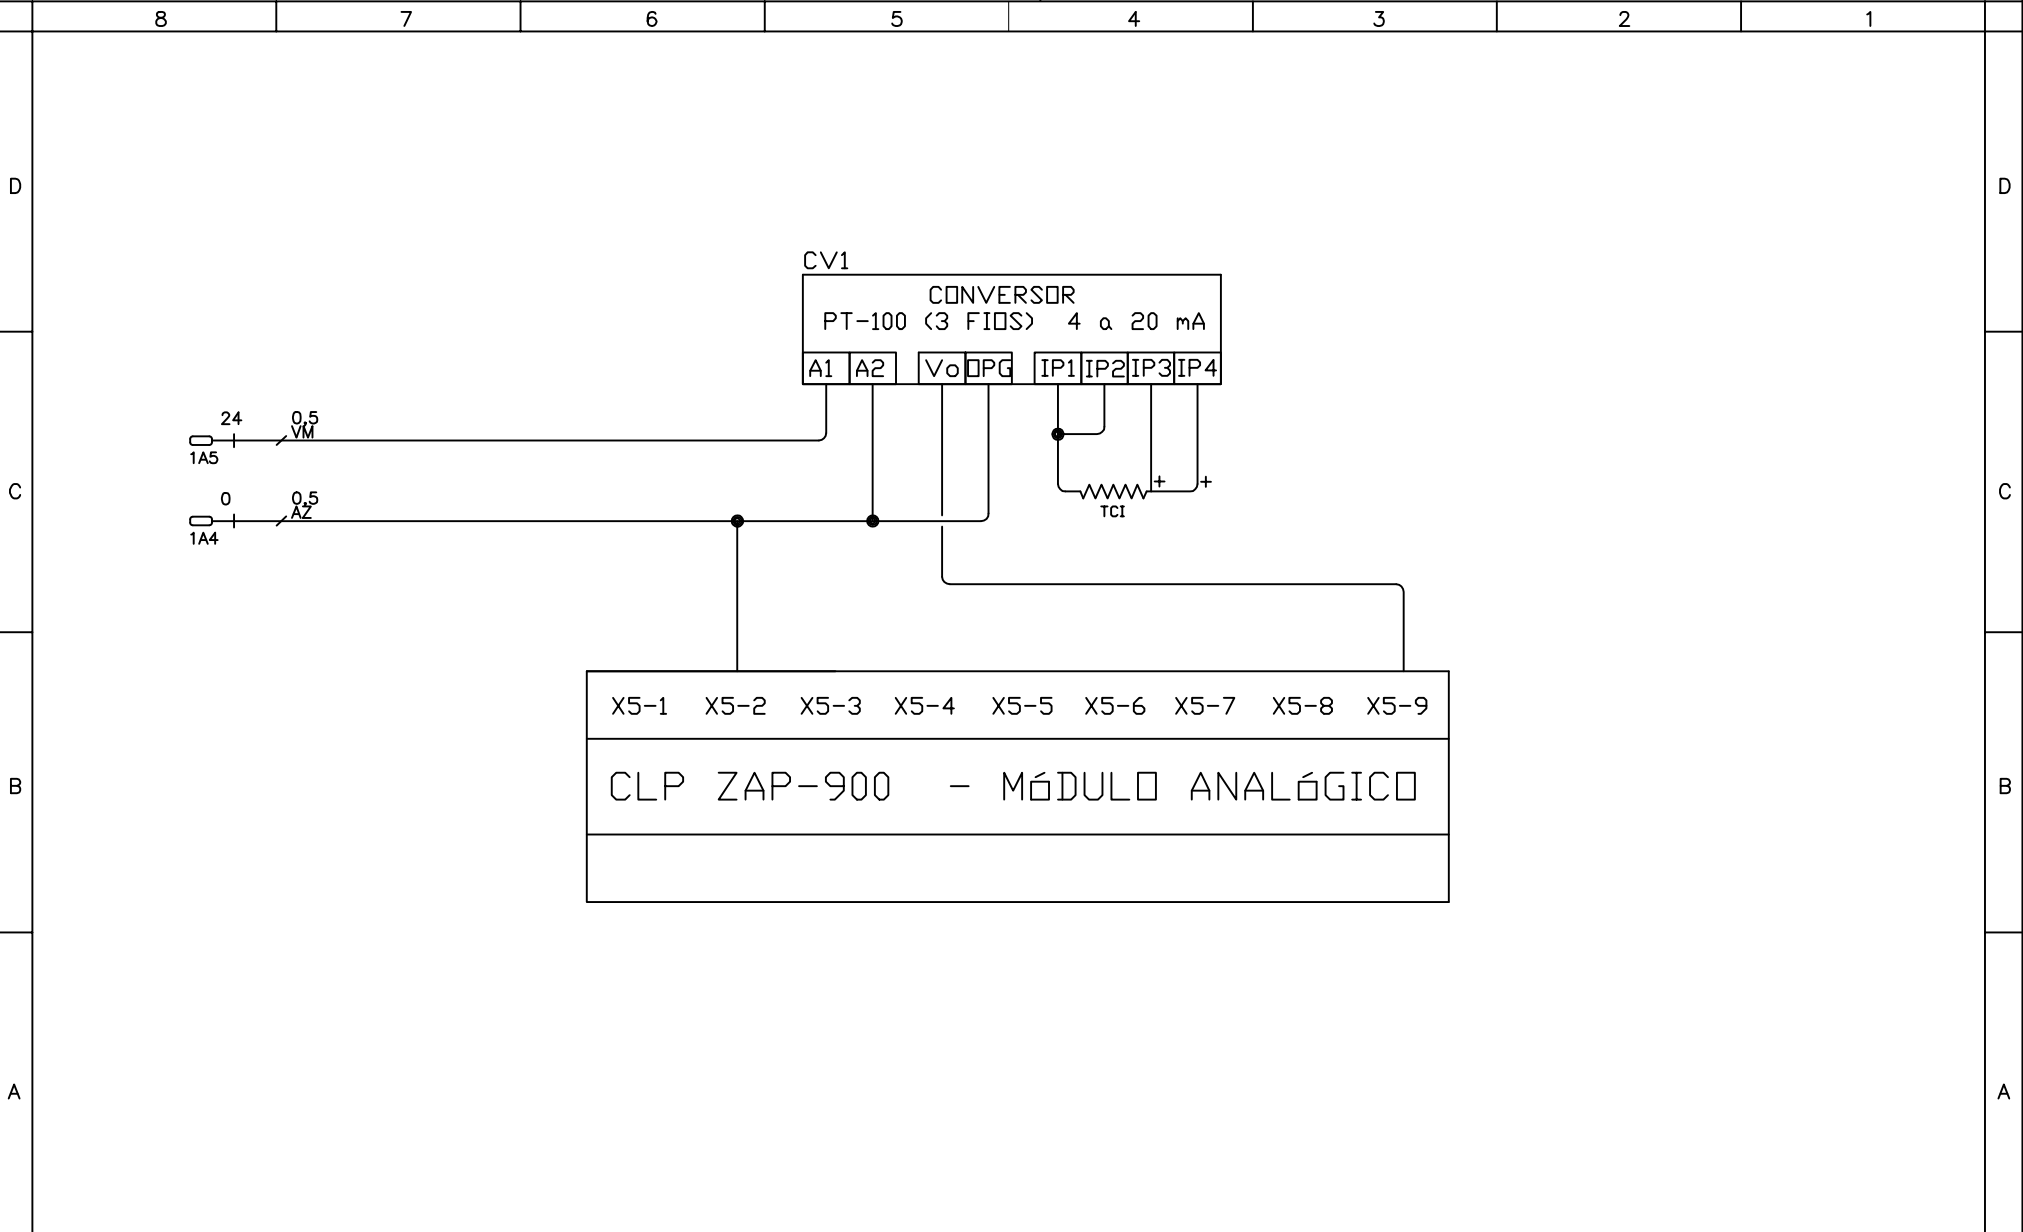 8 7 6 5 4 3 2 1
D D
CV1
CONVERSOR
PT-100 (3 FIOS) 4 a 20 mA
A1 A2 Vo OPG IP1 IP2 IP3 IP4
24 0,5
VM
1A5
+ +
C C
0 0,5
AZ
TCI
1A4
X5-1 X5-2 X5-3 X5-4 X5-5 X5-6 X5-7 X5-8 X5-9
B CLP ZAP-900 - MóDULO ANALóGICO B
A A